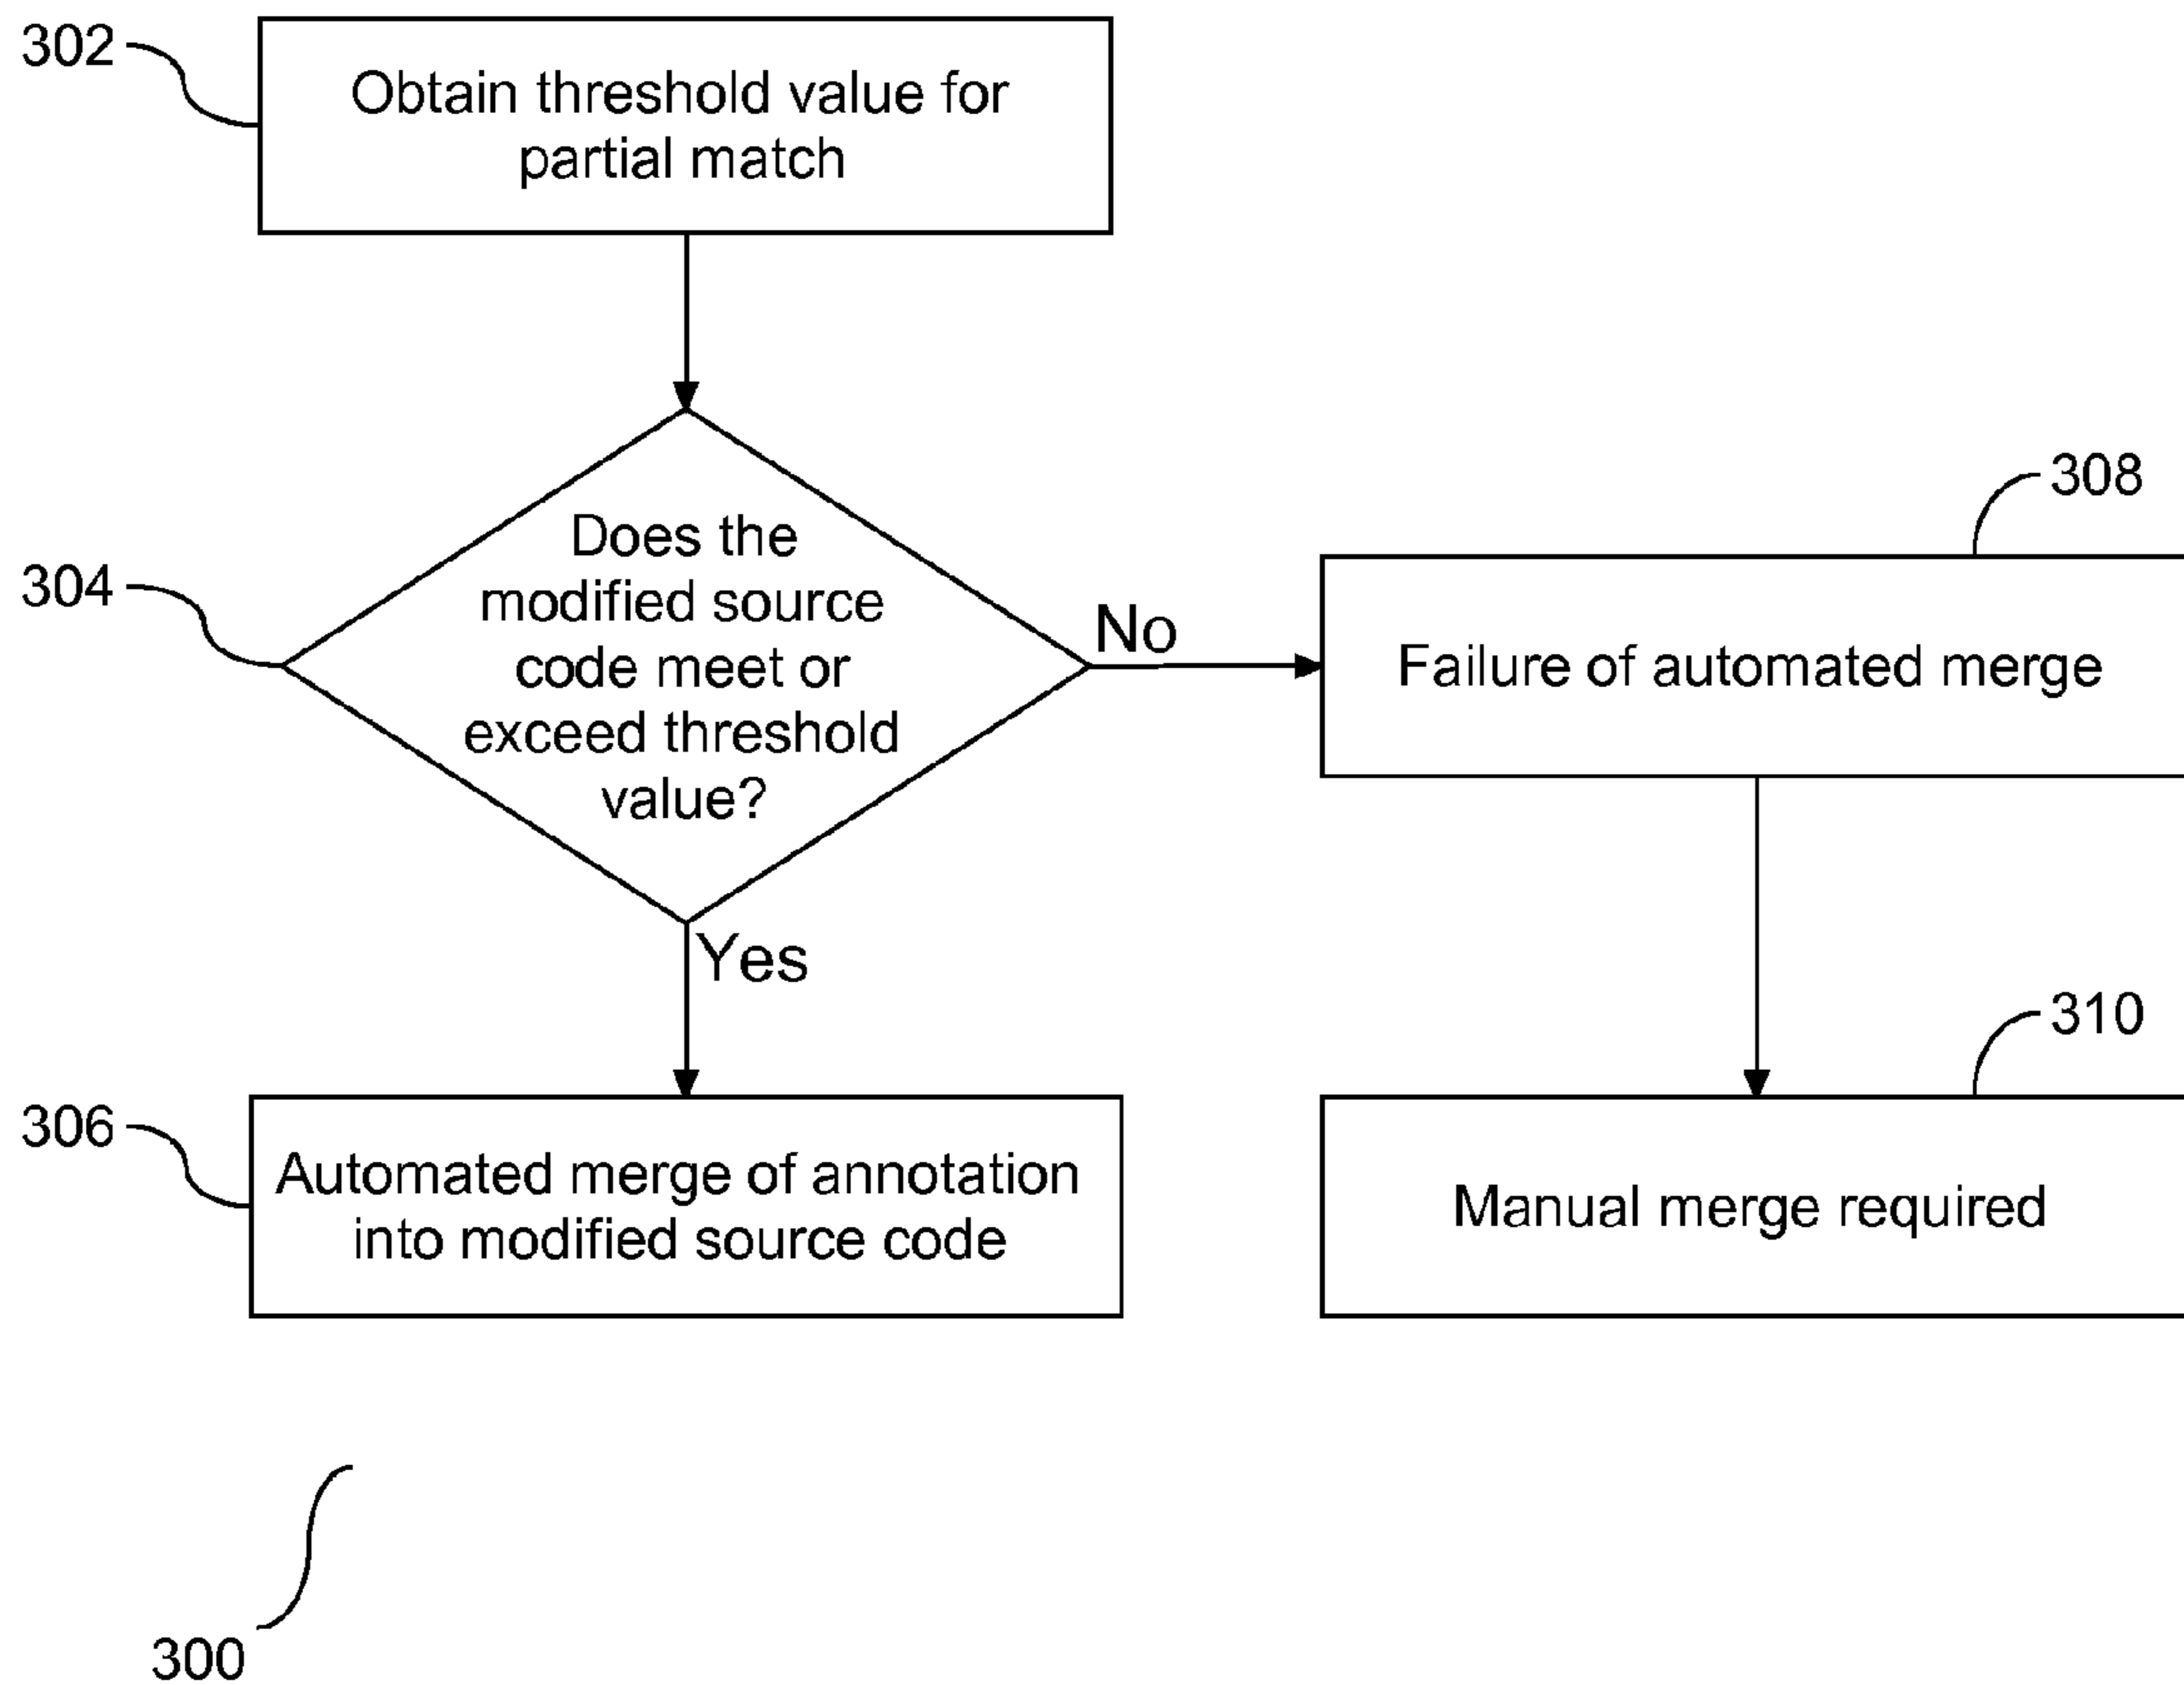 302
Obtain threshold value for
partial match
304
Does the
modified source
code meet or
exceed threshold
value?
No
308
Failure of automated merge
Yes
306
Automated merge of annotation
into modified source code
310
Manual merge required
300